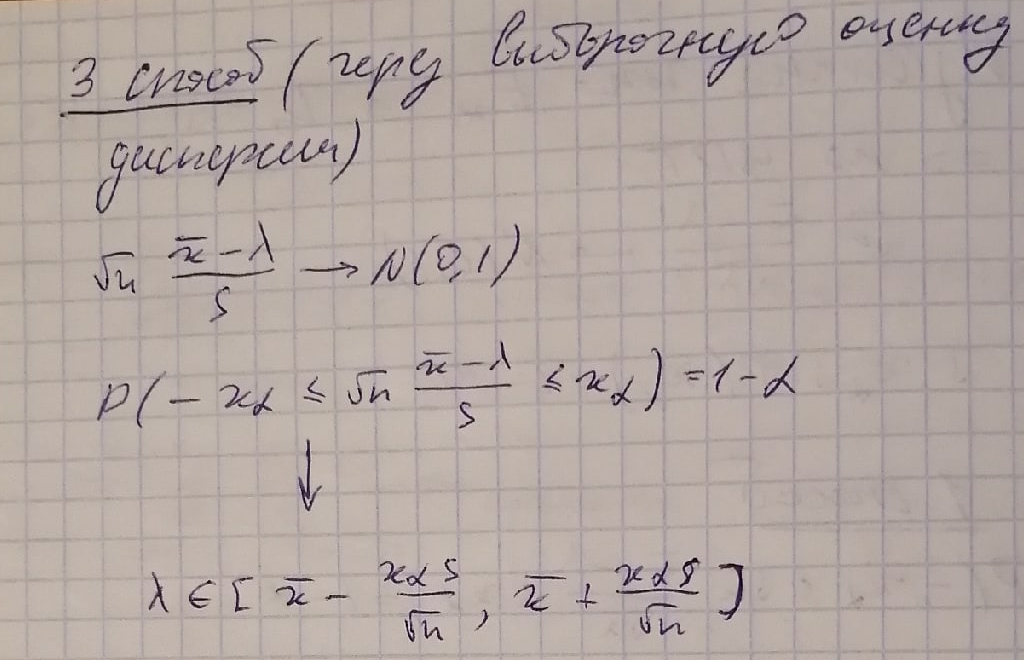 3 способ (через выборочную оценку
дисперсии)
√n (x̄ − λ)/S → N(0,1)
P(− x_α ≤ √n (x̄ − λ)/S ≤ x_α) = 1 − α
↓
λ ∈ [ x̄ − x_α S/√n , x̄ + x_α S/√n ]